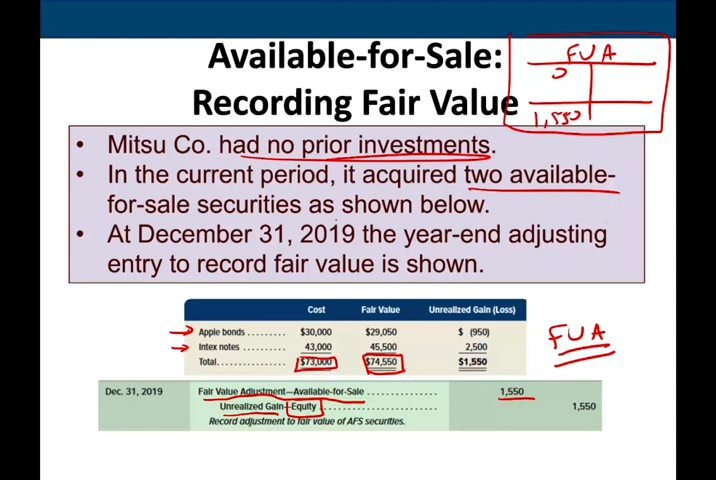 Available-for-Sale:
Recording Fair Value
FVA
0
1,550
• Mitsu Co. had no prior investments.
• In the current period, it acquired two available-
for-sale securities as shown below.
• At December 31, 2019 the year-end adjusting
entry to record fair value is shown.
Cost Fair Value Unrealized Gain (Loss)
Apple bonds . . . . . . . . . $30,000 $29,050 $ (950)
Intex notes . . . . . . . . . . 43,000 45,500 2,500
Total. . . . . . . . . . . . . . . . $73,000 $74,550 $1,550
FVA
Dec. 31, 2019 Fair Value Adjustment—Available-for-Sale . . . . . . . . . . . . . . . . . . 1,550
Unrealized Gain—Equity . . . . . . . . . . . . . . . . . . . . . . . . . . . . . . 1,550
Record adjustment to fair value of AFS securities.